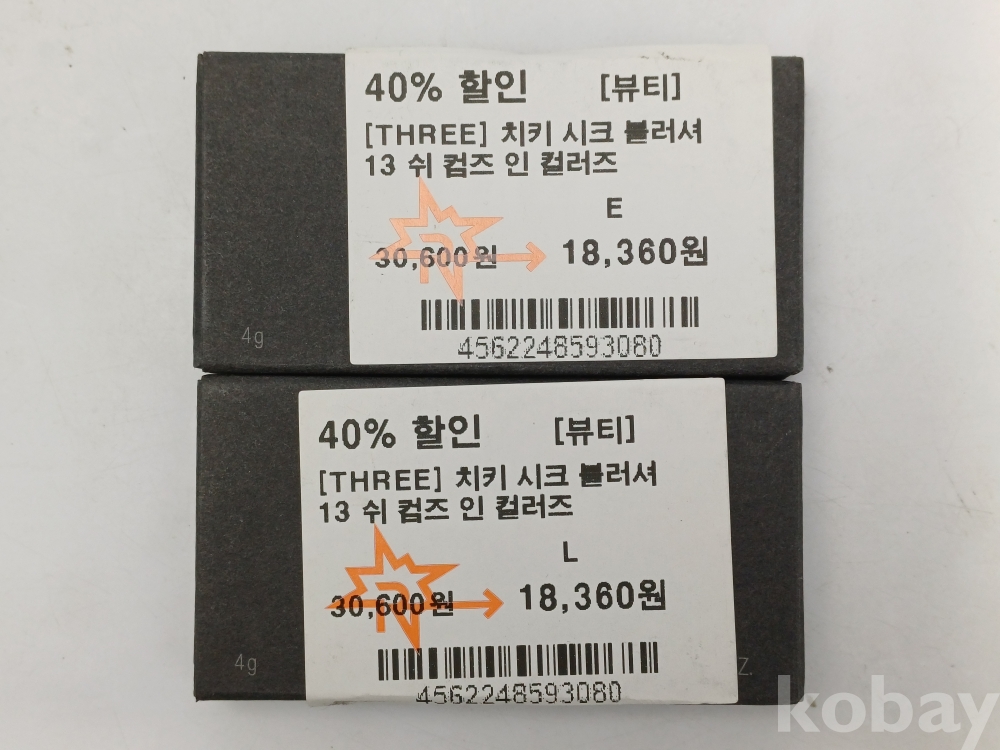 40% 할인 [뷰티]
[THREE] 치키 시크 블러셔
13 쉬 컴즈 인 컬러즈
E
30,600원 18,360원
4562248593080
4g
40% 할인 [뷰티]
[THREE] 치키 시크 블러셔
13 쉬 컴즈 인 컬러즈
L
30,600원 18,360원
4562248593080
4g
Z.
kobay